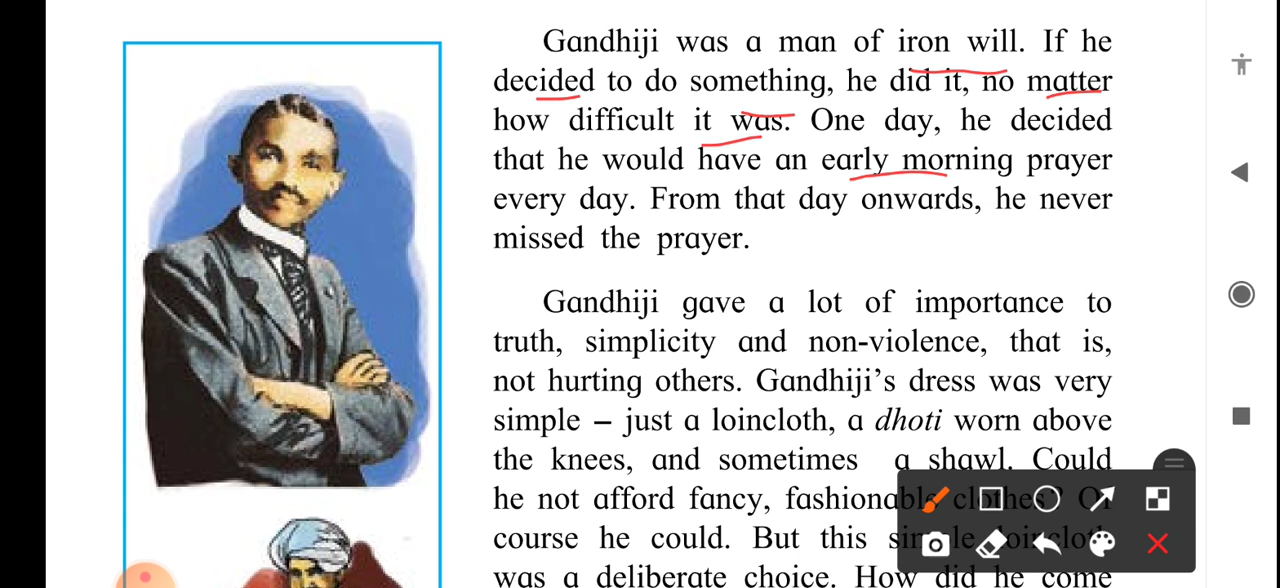 Gandhiji was a man of iron will. If he
decided to do something, he did it, no matter
how difficult it was. One day, he decided
that he would have an early morning prayer
every day. From that day onwards, he never
missed the prayer.
Gandhiji gave a lot of importance to
truth, simplicity and non-violence, that is,
not hurting others. Gandhiji's dress was very
simple – just a loincloth, a dhoti worn above
the knees, and sometimes a shawl. Could
he not afford fancy, fashionable clothes? Of
course he could. But this simple loincloth
was a deliberate choice. How did he come